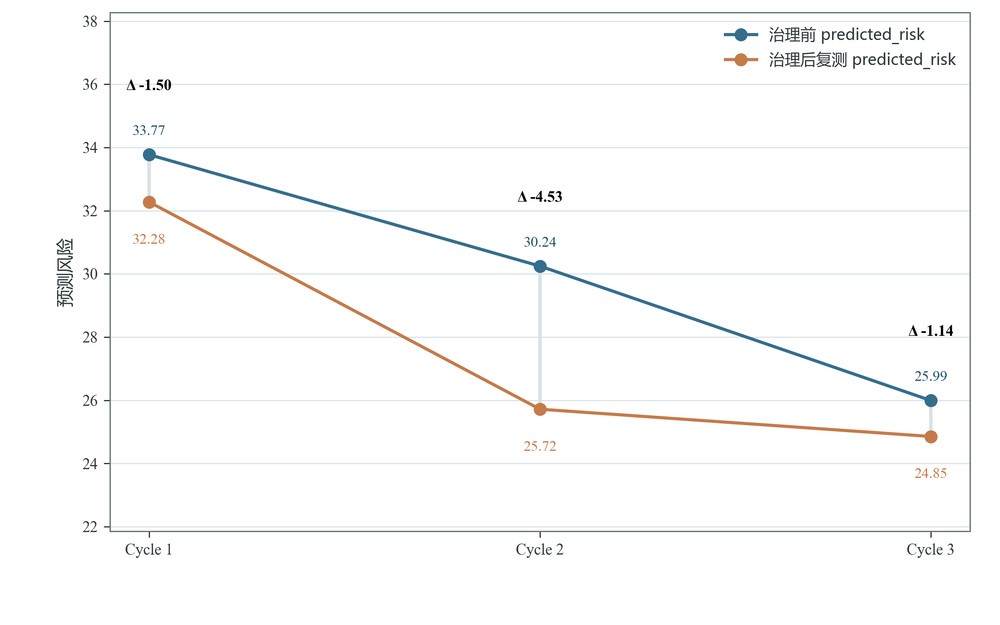 治理前 predicted_risk
治理后复测 predicted_risk
预测风险
38
36
34
32
30
28
26
24
22
Δ -1.50
33.77
32.28
Δ -4.53
30.24
25.72
Δ -1.14
25.99
24.85
Cycle 1
Cycle 2
Cycle 3